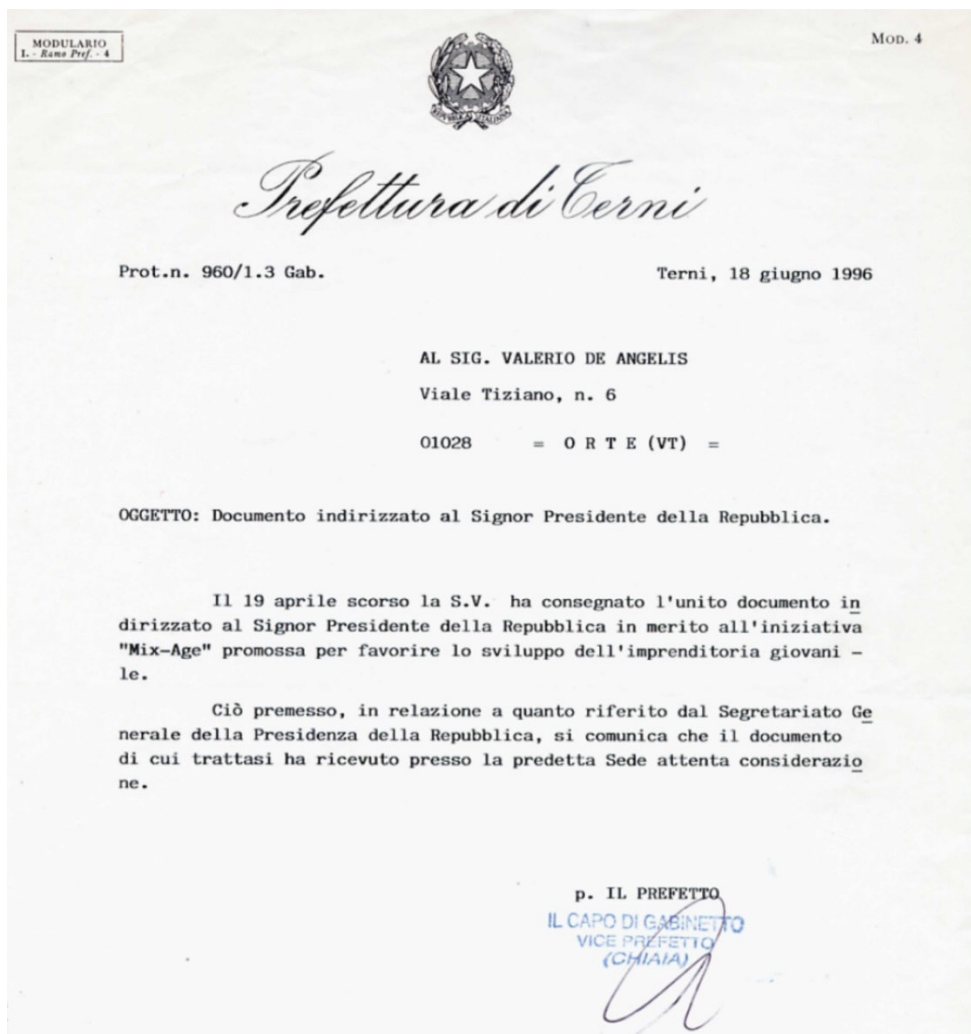 MODULARIO
I. - Rame Pref. - 4
MOD. 4
REPVBBLICA ITALIANA
Prefettura di Terni
Prot.n. 960/1.3 Gab.
Terni, 18 giugno 1996
AL SIG. VALERIO DE ANGELIS
Viale Tiziano, n. 6
01028 = O R T E (VT) =
OGGETTO: Documento indirizzato al Signor Presidente della Repubblica.
Il 19 aprile scorso la S.V. ha consegnato l'unito documento in
dirizzato al Signor Presidente della Repubblica in merito all'iniziativa
"Mix-Age" promossa per favorire lo sviluppo dell'imprenditoria giovani -
le.
Ciò premesso, in relazione a quanto riferito dal Segretariato Ge
nerale della Presidenza della Repubblica, si comunica che il documento
di cui trattasi ha ricevuto presso la predetta Sede attenta considerazio
ne.
p. IL PREFETTO
IL CAPO DI GABINETTO
VICE PREFETTO
(CHIAIA)